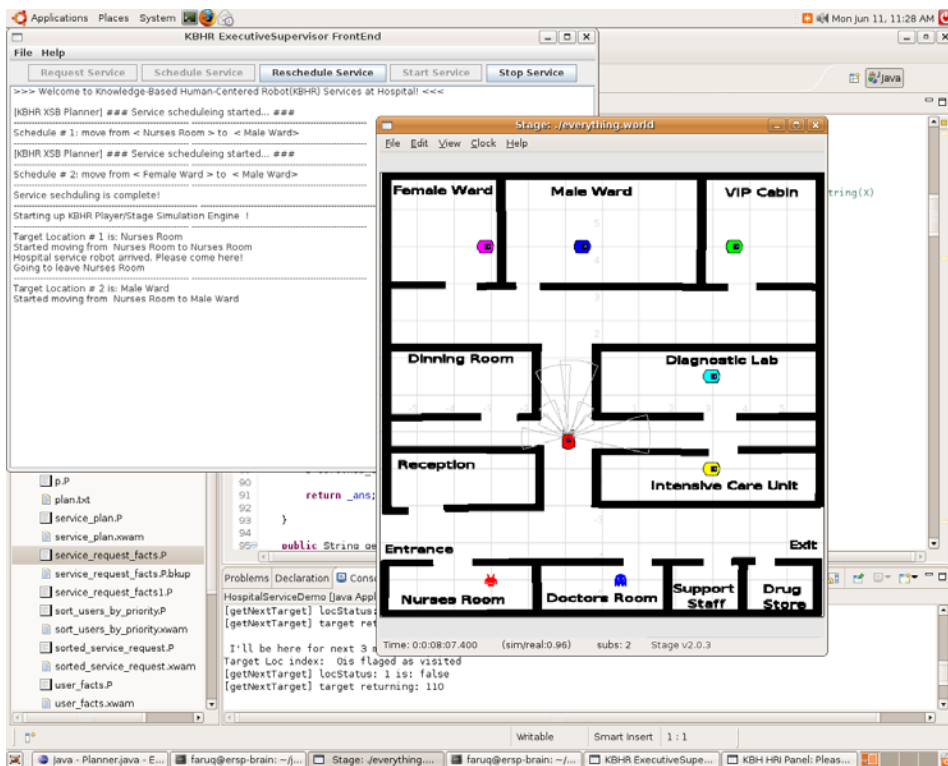 Applications Places System
Mon Jun 11, 11:28 AM
KBHR ExecutiveSupervisor FrontEnd
File Help
Request Service Schedule Service Reschedule Service Start Service Stop Service
>>> Welcome to Knowledge-Based Human-Centered Robot(KBHR) Services at Hospital! <<<
[KBHR XSB Planner] ### Service scheduleing started... ###
Schedule # 1: move from < Nurses Room > to < Male Ward>
[KBHR XSB Planner] ### Service scheduleing started... ###
Schedule # 2: move from < Female Ward > to < Male Ward>
Service sechduling is complete!
Starting up KBHR Player/Stage Simulation Engine !
Target Location # 1 is: Nurses Room
Started moving from Nurses Room to Nurses Room
Hospital service robot arrived. Please come here!
Going to leave Nurses Room
Target Location # 2 is: Male Ward
Started moving from Nurses Room to Male Ward
Java
tring(X)
Stage: ./everything.world
File Edit View Clock Help
Female Ward Male Ward VIP Cabin
Dinning Room Diagnostic Lab
Reception
Intensive Care Unit
Entrance Exit
Nurses Room Doctors Room Support Staff Drug Store
Time: 0:0:08:07.400 (sim/real:0.96) subs: 2 Stage v2.0.3
p.P
plan.txt
service_plan.P
service_plan.xwam
service_request_facts.P
service_request_facts.P.bkup
service_request_facts1.P
sort_users_by_priority.P
sort_users_by_priority.xwam
sorted_service_request.P
sorted_service_request.xwam
user_facts.P
user_facts.xwam
90
91 return _ans;
92
93 }
94
95 public String ge
Problems Declaration Conso
HospitalServiceDemo [Java Appl
[getNextTarget] locStatus:
[getNextTarget] target ret
I'll be here for next 3 m
Target Loc index: 0is flaged as visited
[getNextTarget] locStatus: 1 is: false
[getNextTarget] target returning: 110
Writable Smart Insert 1 : 1
Java - Planner.java - E... faruq@ersp-brain: ~/j... Stage: ./everything.... faruq@ersp-brain: ~/... KBHR ExecutiveSupe... KBH HRI Panel: Pleas...